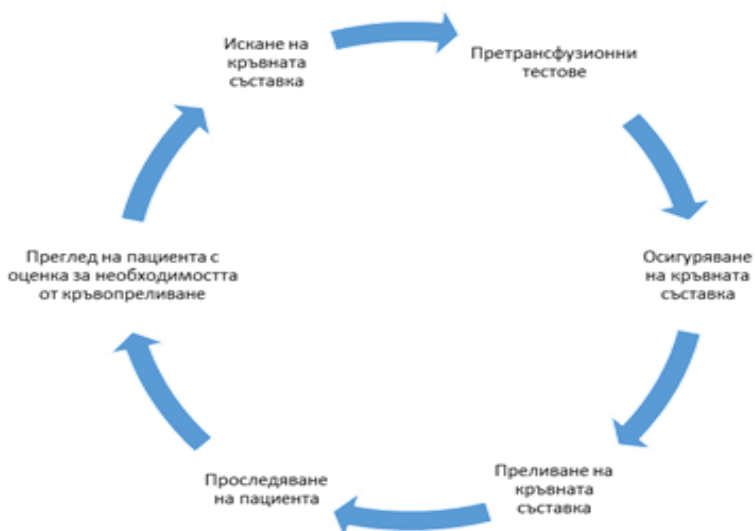 Искане на
кръвната
съставка
Претрансфузионни
тестове
Осигуряване
на кръвната
съставка
Преливане на
кръвната
съставка
Проследяване
на пациента
Преглед на пациента с
оценка за необходимостта
от кръвопреливане